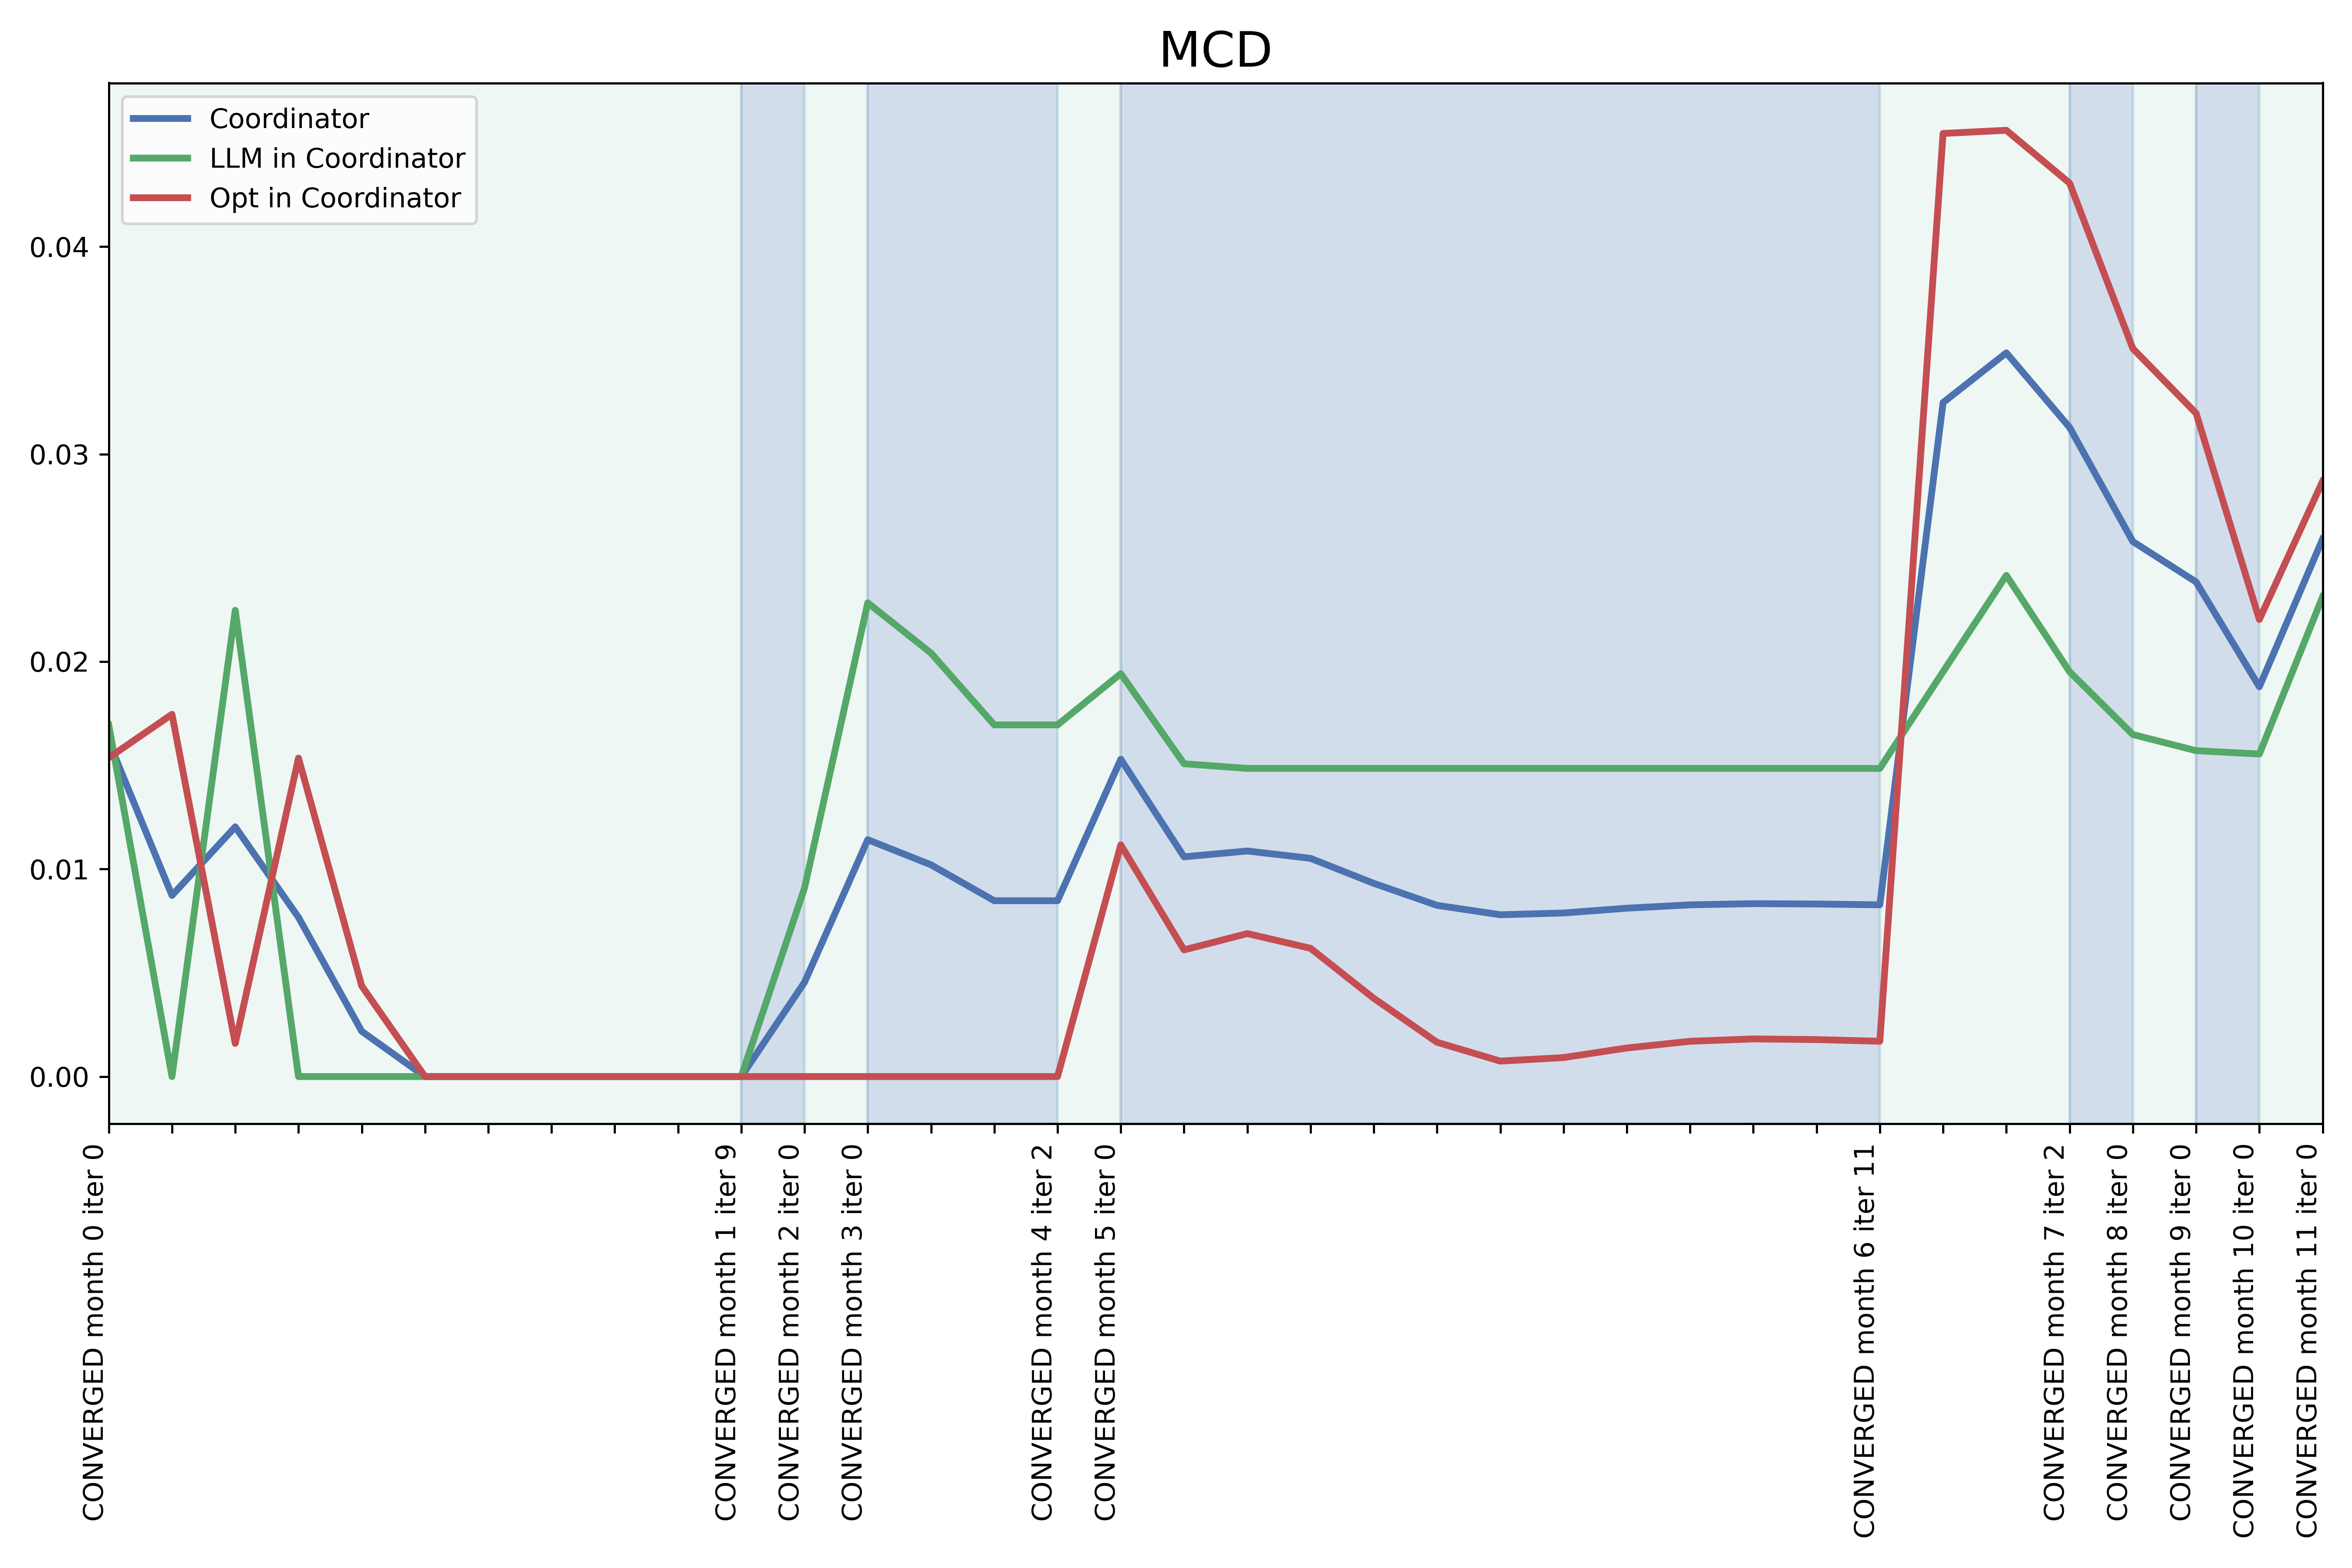 MCD
Coordinator
LLM in Coordinator
Opt in Coordinator
0.04
0.03
0.02
0.01
0.00
CONVERGED month 0 iter 0
CONVERGED month 1 iter 9
CONVERGED month 2 iter 0
CONVERGED month 3 iter 0
CONVERGED month 4 iter 2
CONVERGED month 5 iter 0
CONVERGED month 6 iter 11
CONVERGED month 7 iter 2
CONVERGED month 8 iter 0
CONVERGED month 9 iter 0
CONVERGED month 10 iter 0
CONVERGED month 11 iter 0